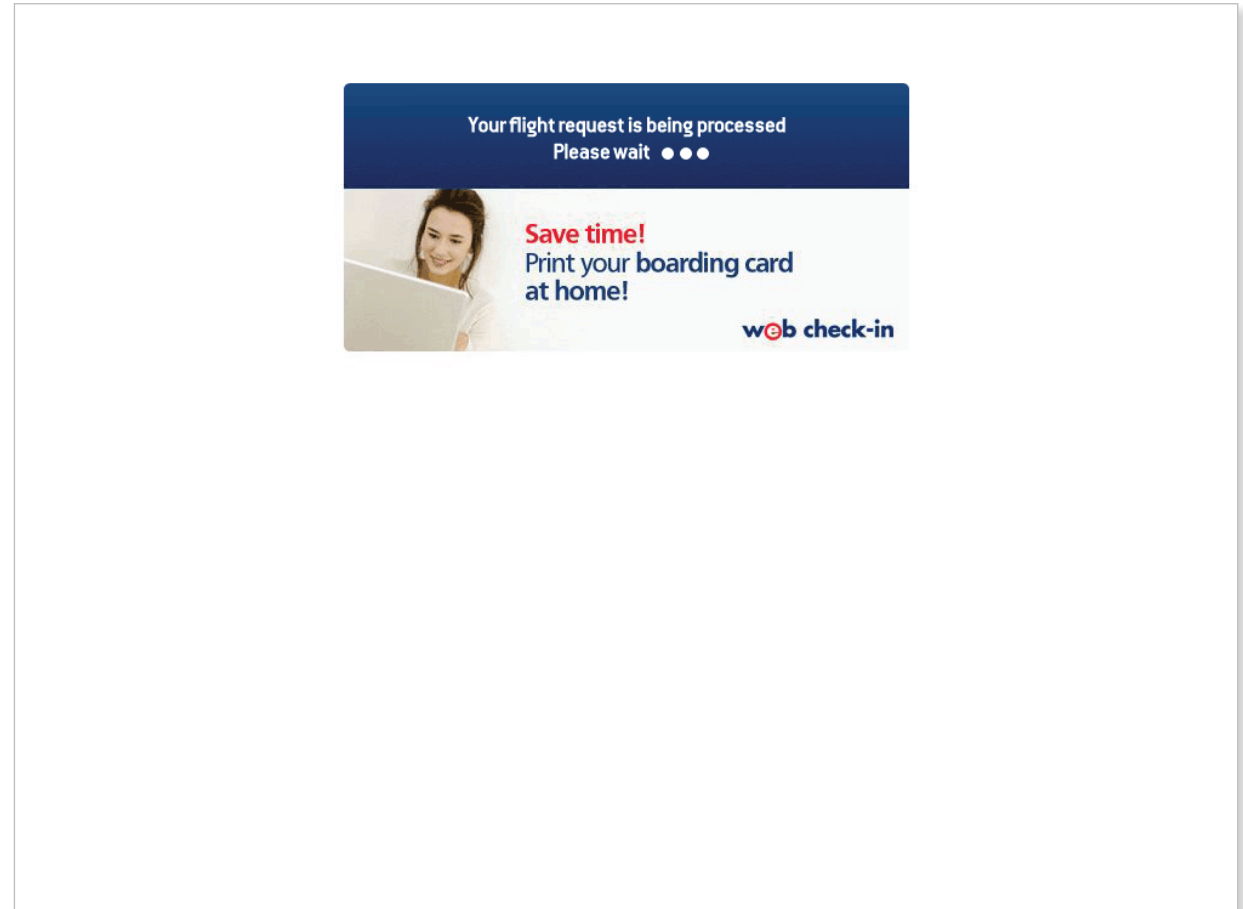 Your flight request is being processed
Please wait
Save time!
Print your boarding card
at home!
web check-in